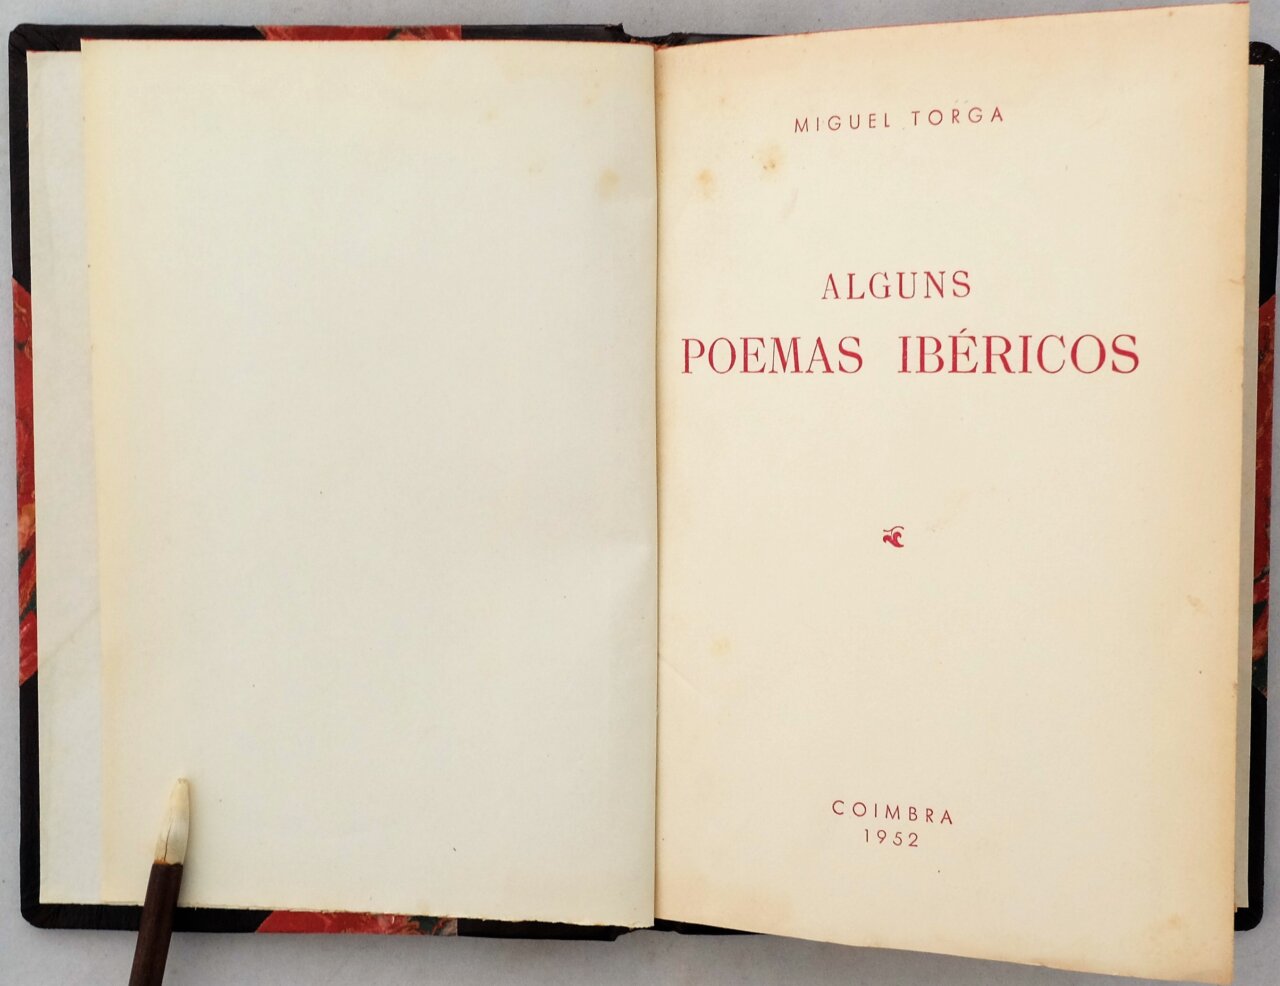 MIGUEL TORGA
ALGUNS
POEMAS IBÉRICOS
COIMBRA
1952